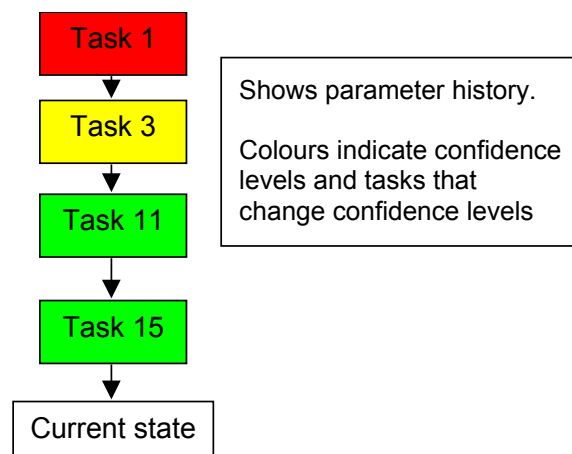 Task 1
Task 3
Task 11
Task 15
Current state
Shows parameter history.
Colours indicate confidence
levels and tasks that
change confidence levels